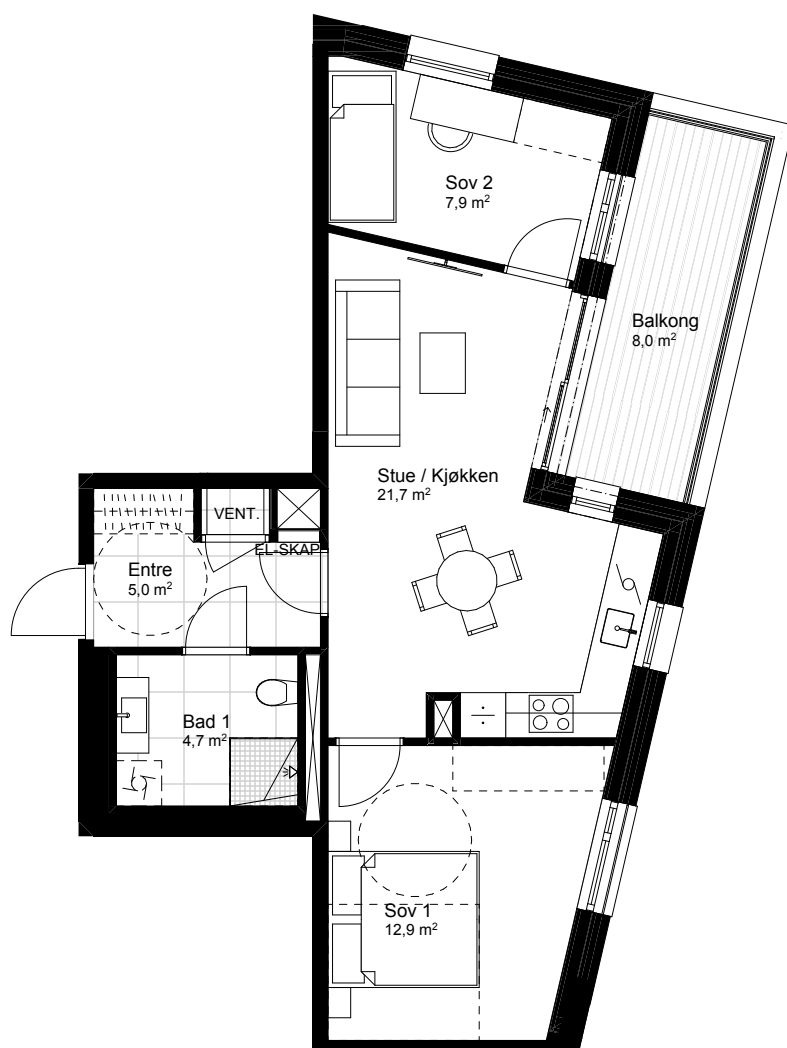 Sov 2
7,9 m²
Balkong
8,0 m²
Stue / Kjøkken
21,7 m²
VENT.
EL-SKAP
Entre
5,0 m²
Bad 1
4,7 m²
Sov 1
12,9 m²